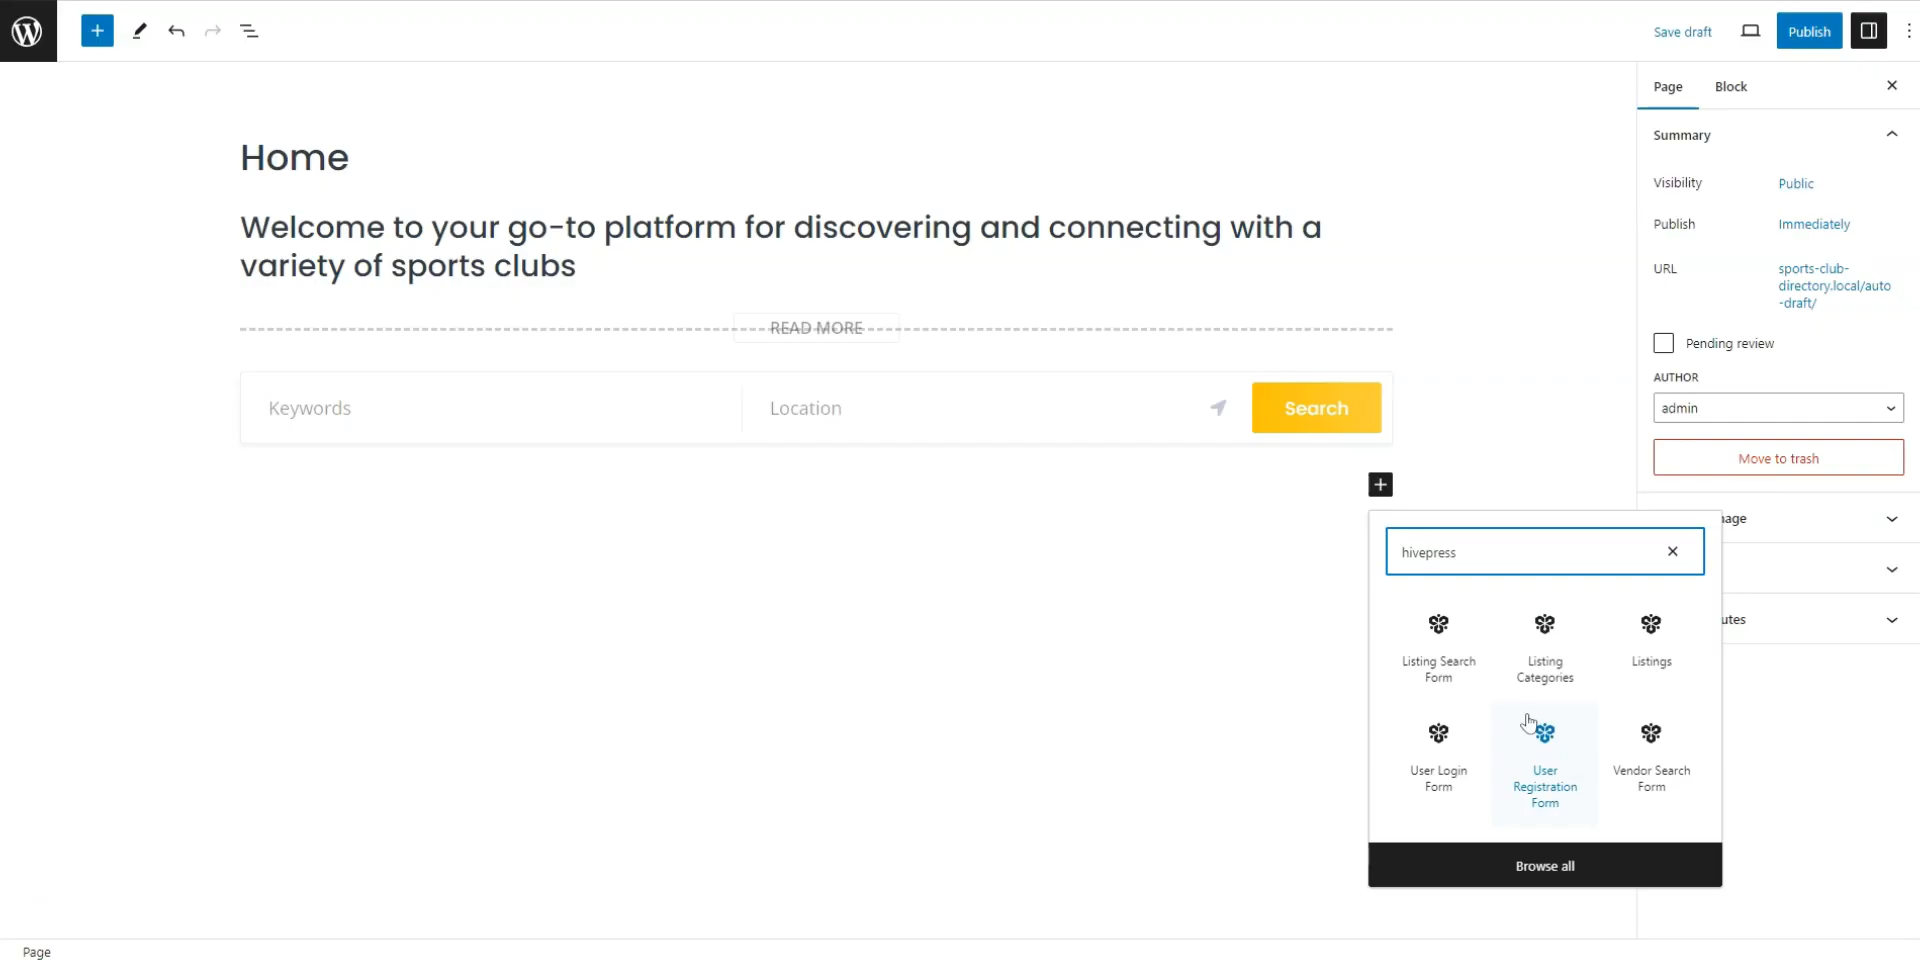 Save draft
Publish
Page Block
Summary
Visibility Public
Publish Immediately
URL sports-club-
directory.local/auto
-draft/
Pending review
AUTHOR
admin
Move to trash
Home
Welcome to your go-to platform for discovering and connecting with a
variety of sports clubs
READ MORE
Keywords Location Search
hivepress
Listing Search
Form
Listing
Categories
Listings
User Login
Form
User
Registration
Form
Vendor Search
Form
Browse all
Page